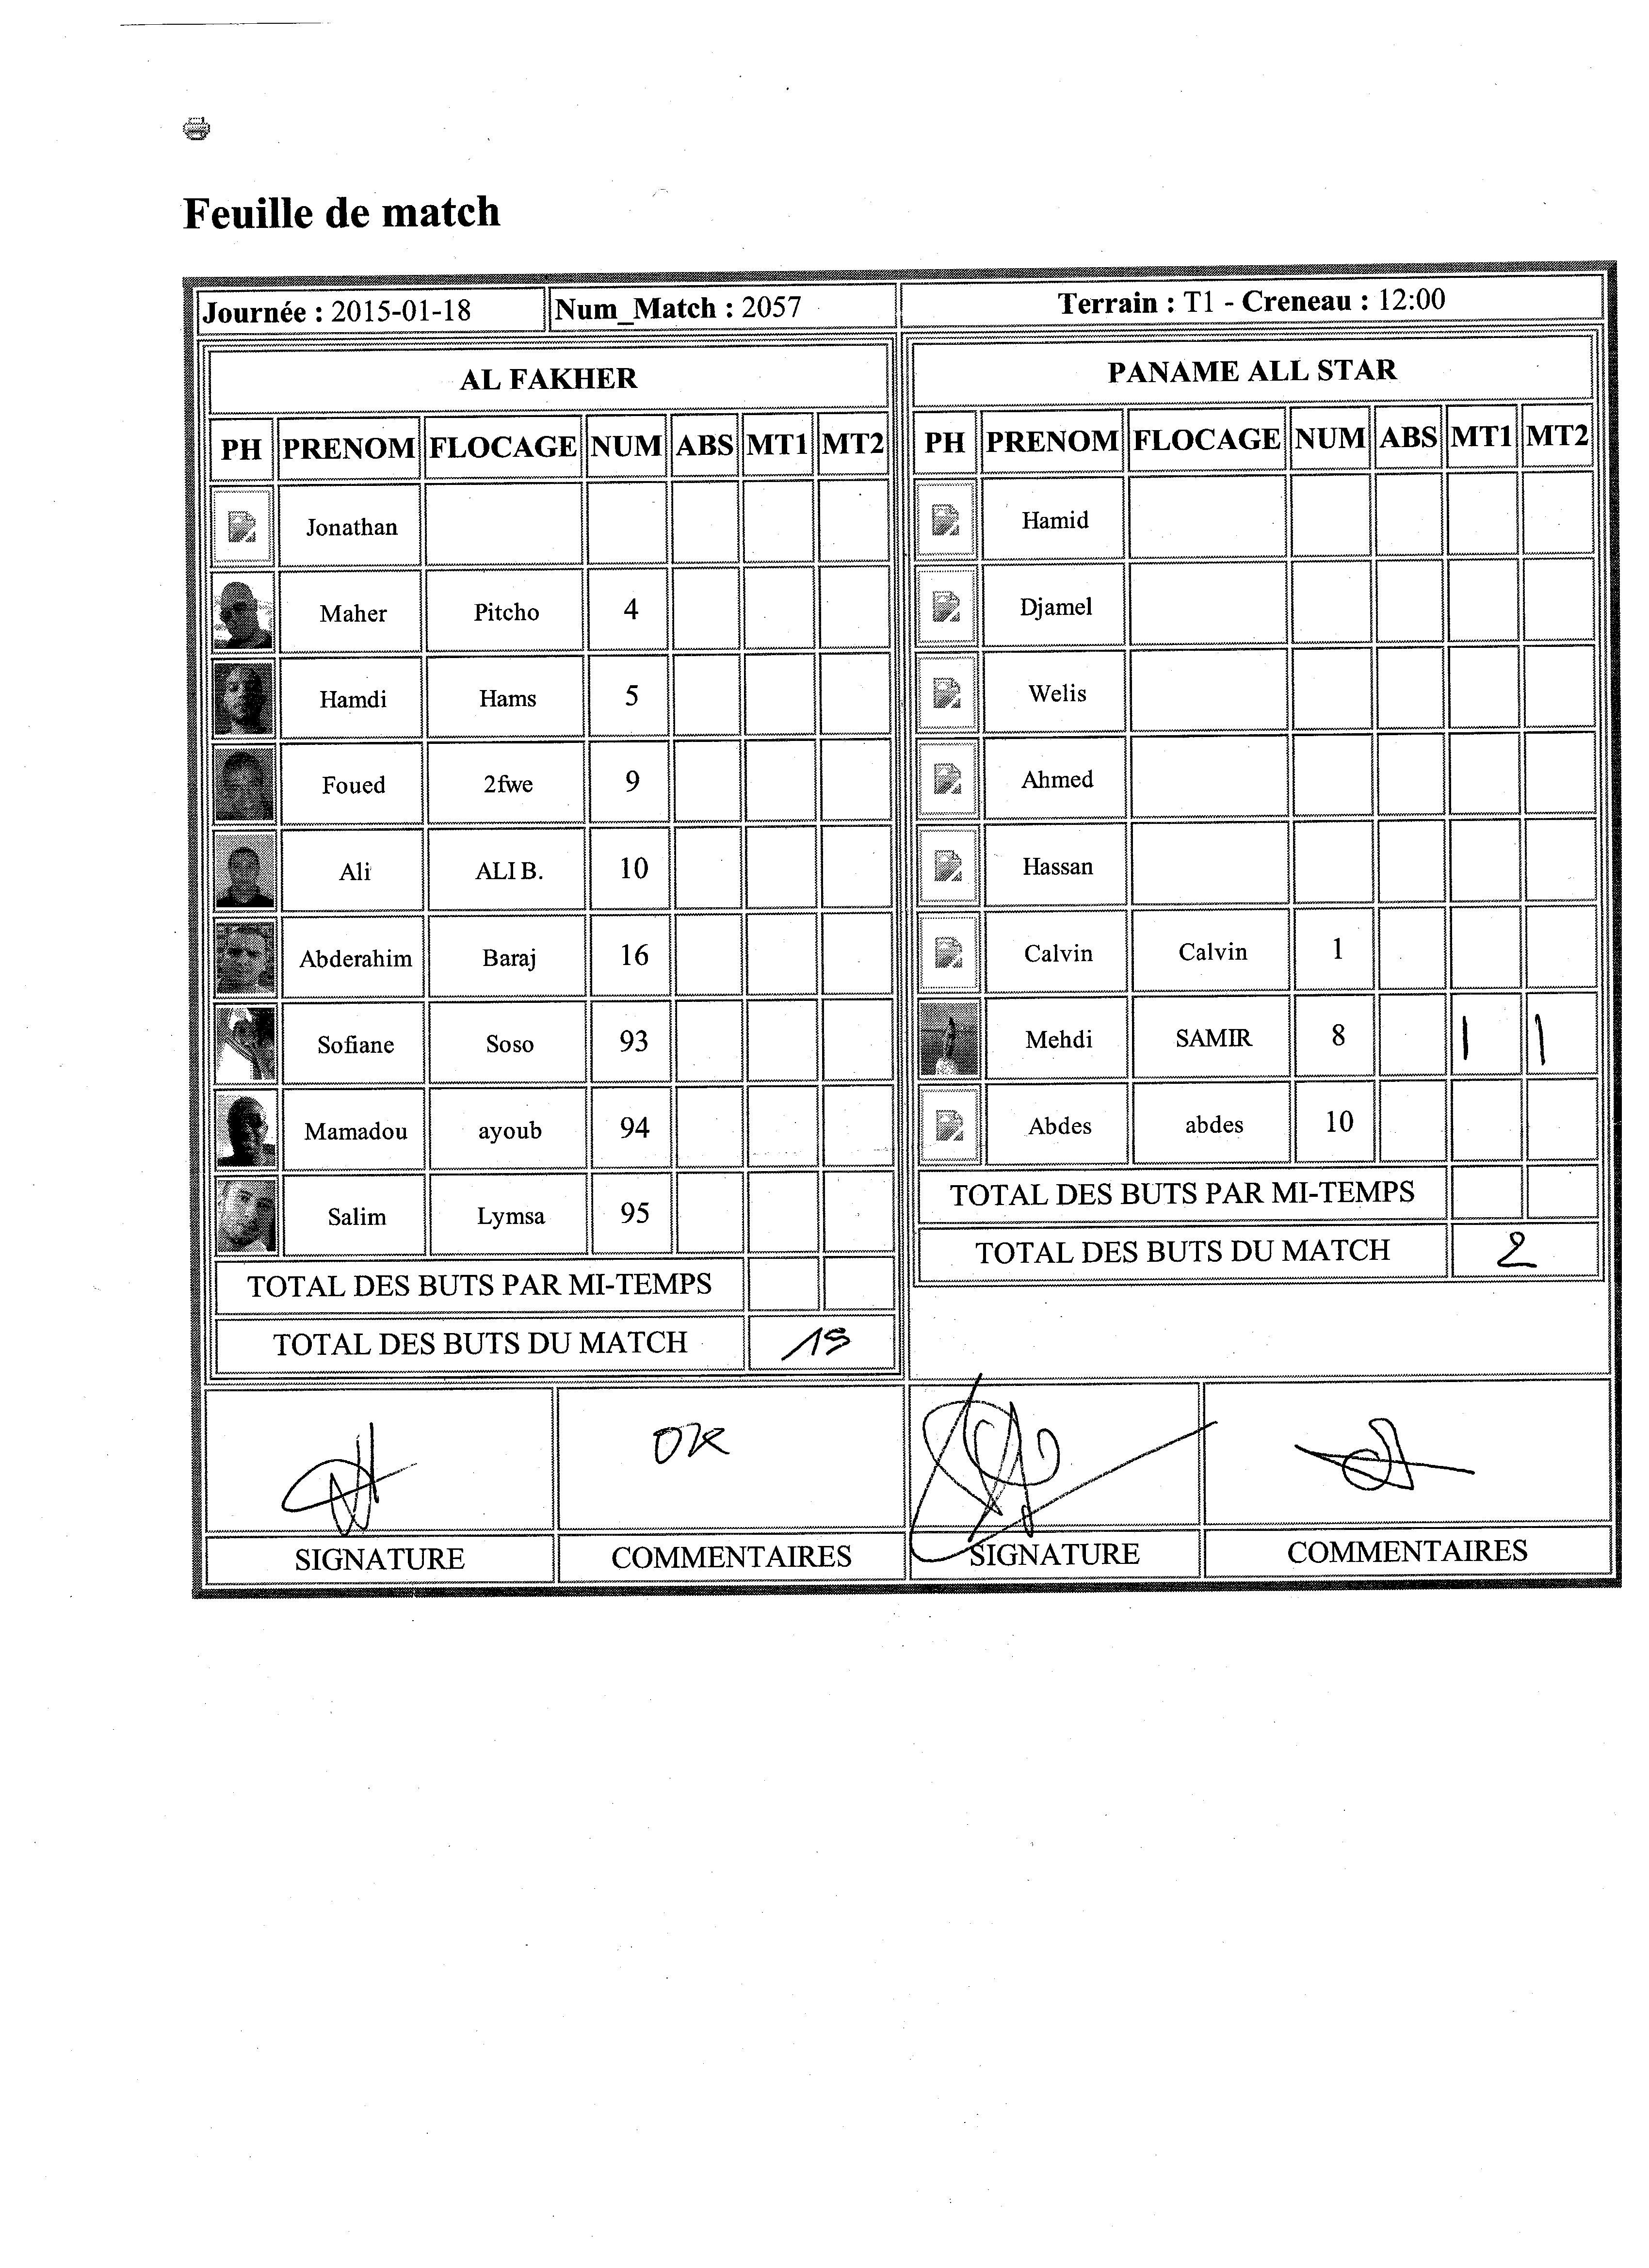 Feuille de match
Journée : 2015-01-18 Num_Match : 2057 Terrain : T1 - Creneau : 12:00
AL FAKHER
PH PRENOM FLOCAGE NUM ABS MT1 MT2
Jonathan
Maher Pitcho 4
Hamdi Hams 5
Foued 2fwe 9
Ali ALI B. 10
Abderahim Baraj 16
Sofiane Soso 93
Mamadou ayoub 94
Salim Lymsa 95
TOTAL DES BUTS PAR MI-TEMPS
TOTAL DES BUTS DU MATCH
PANAME ALL STAR
PH PRENOM FLOCAGE NUM ABS MT1 MT2
Hamid
Djamel
Welis
Ahmed
Hassan
Calvin Calvin 1
Mehdi SAMIR 8 | |
Abdes abdes 10
TOTAL DES BUTS PAR MI-TEMPS
TOTAL DES BUTS DU MATCH 2
OK
SIGNATURE COMMENTAIRES SIGNATURE COMMENTAIRES